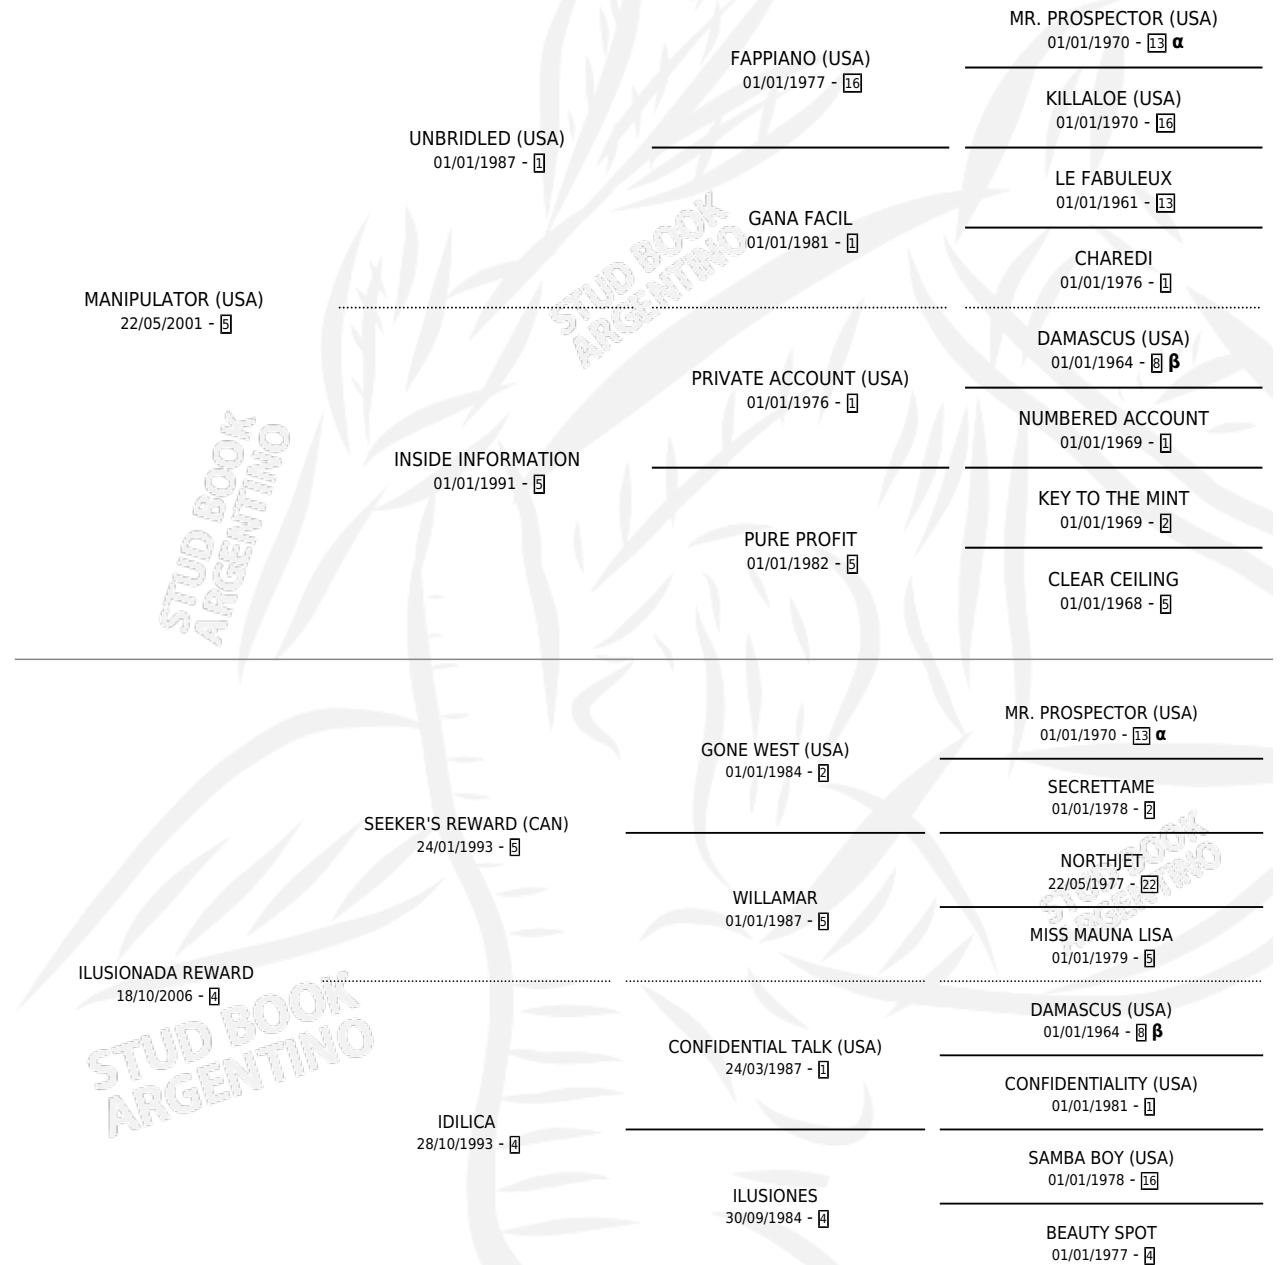 MR. PROSPECTOR (USA)
01/01/1970 - 13 α
FAPPIANO (USA)
01/01/1977 - 16
KILLALOE (USA)
01/01/1970 - 16
UNBRIDLED (USA)
01/01/1987 - 1
LE FABULEUX
01/01/1961 - 13
GANA FACIL
01/01/1981 - 1
CHAREDI
01/01/1976 - 1
MANIPULATOR (USA)
22/05/2001 - 5
DAMASCUS (USA)
01/01/1964 - 8 β
PRIVATE ACCOUNT (USA)
01/01/1976 - 1
NUMBERED ACCOUNT
01/01/1969 - 1
INSIDE INFORMATION
01/01/1991 - 5
KEY TO THE MINT
01/01/1969 - 2
PURE PROFIT
01/01/1982 - 5
CLEAR CEILING
01/01/1968 - 5
MR. PROSPECTOR (USA)
01/01/1970 - 13 α
GONE WEST (USA)
01/01/1984 - 2
SECRETTAME
01/01/1978 - 2
SEEKER'S REWARD (CAN)
24/01/1993 - 5
NORTHJET
22/05/1977 - 22
WILLAMAR
01/01/1987 - 5
MISS MAUNA LISA
01/01/1979 - 5
ILUSIONADA REWARD
18/10/2006 - 4
DAMASCUS (USA)
01/01/1964 - 8 β
CONFIDENTIAL TALK (USA)
24/03/1987 - 1
CONFIDENTIALITY (USA)
01/01/1981 - 1
IDILICA
28/10/1993 - 4
SAMBA BOY (USA)
01/01/1978 - 16
ILUSIONES
30/09/1984 - 4
BEAUTY SPOT
01/01/1977 - 4
STUD BOOK
ARGENTINO
STUD BOOK
ARGENTINO
STUD BOOK
ARGENTINO
STUD BOOK
ARGENTINO